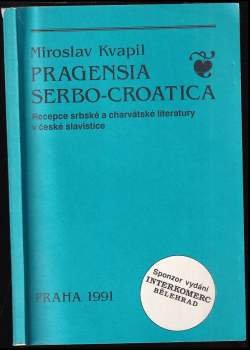 Miroslav Kvapil
PRAGENSIA
SERBO-CROATICA
Recepce srbské a charvátské literatury
v české slavistice
Sponzor vydání
INTERKOMERC
BĚLEHRAD
PRAHA 1991